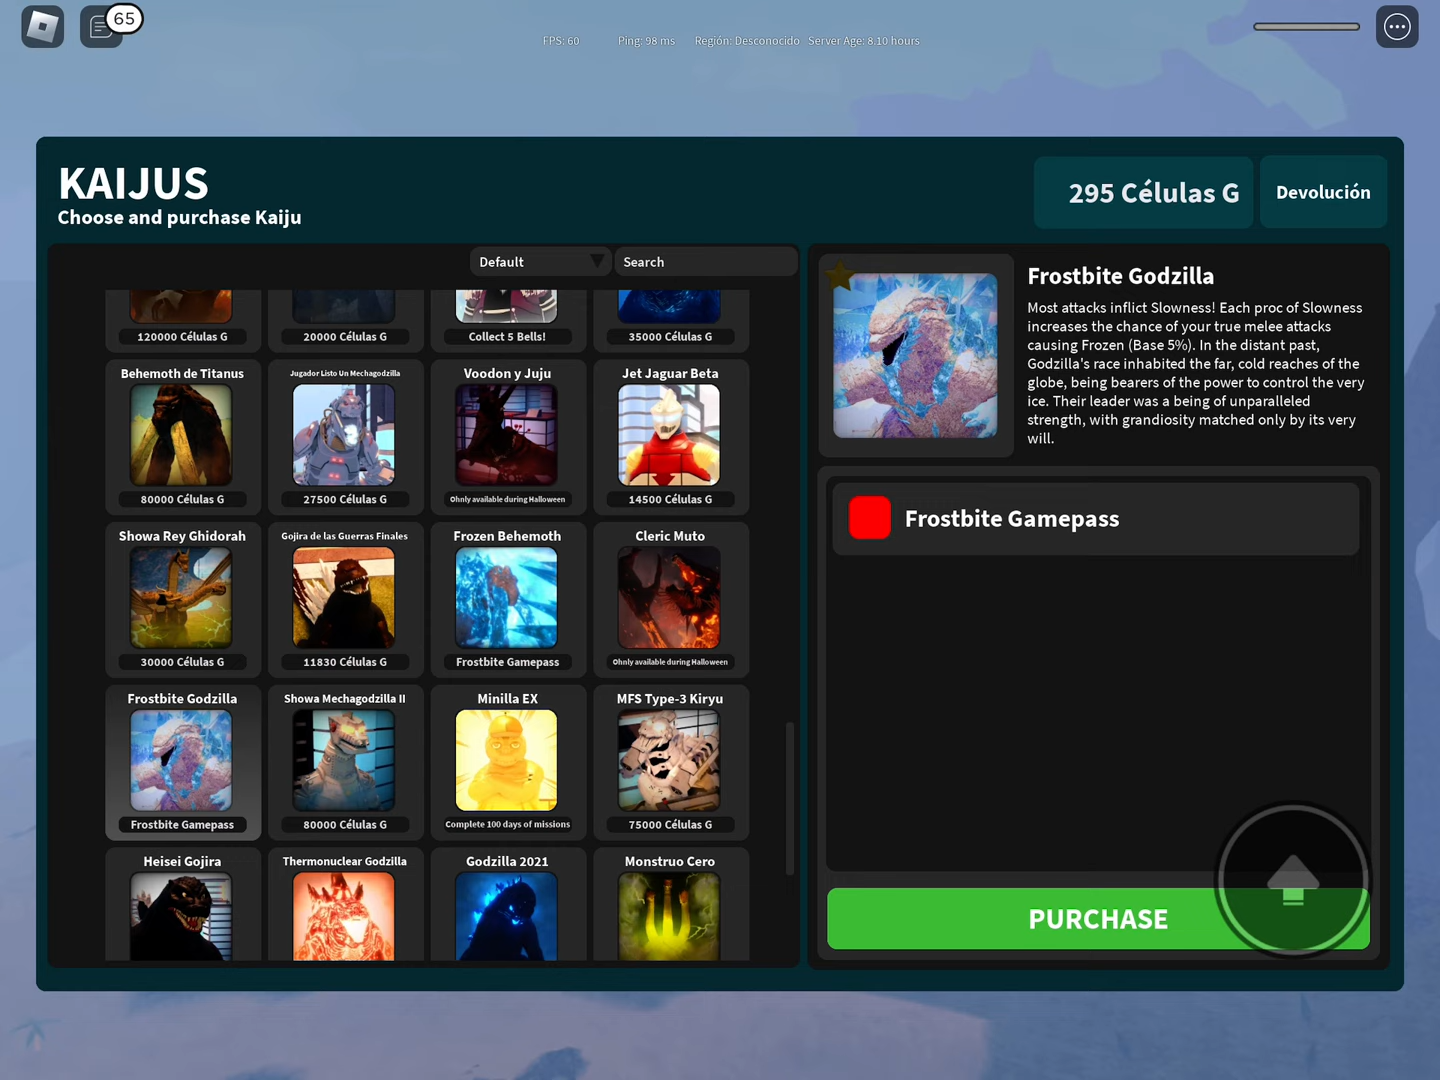 65
FPS: 60 Ping: 98 ms Región: Desconocido Server Age: 8.10 hours
KAIJUS
Choose and purchase Kaiju
295 Células G
Devolución
Default
Search
120000 Células G
20000 Células G
Collect 5 Bells!
35000 Células G
Behemoth de Titanus
Jugador Listo Un Mechagodzilla
Voodon y Juju
Jet Jaguar Beta
80000 Células G
27500 Células G
Ohnly available during Halloween
14500 Células G
Showa Rey Ghidorah
Gojira de las Guerras Finales
Frozen Behemoth
Cleric Muto
30000 Células G
11830 Células G
Frostbite Gamepass
Ohnly available during Halloween
Frostbite Godzilla
Showa Mechagodzilla II
Minilla EX
MFS Type-3 Kiryu
Frostbite Gamepass
80000 Células G
Complete 100 days of missions
75000 Células G
Heisei Gojira
Thermonuclear Godzilla
Godzilla 2021
Monstruo Cero
Frostbite Godzilla
Most attacks inflict Slowness! Each proc of Slowness
increases the chance of your true melee attacks
causing Frozen (Base 5%). In the distant past,
Godzilla's race inhabited the far, cold reaches of the
globe, being bearers of the power to control the very
ice. Their leader was a being of unparalleled
strength, with grandiosity matched only by its very
will.
Frostbite Gamepass
PURCHASE